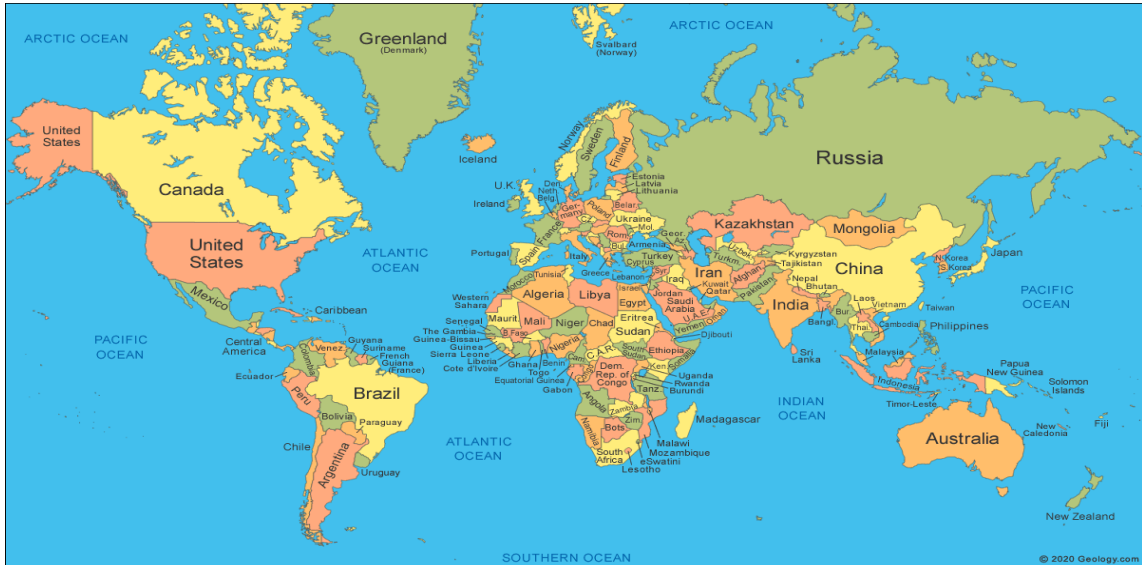 ARCTIC OCEAN
Greenland
(Denmark)
ARCTIC OCEAN
Svalbard
(Norway)
United
States
Canada
Iceland
Norway
Sweden
Finland
Russia
Estonia
Latvia
Lithuania
U.K.
Ireland
Den.
Neth
Belg.
Ger-
many
Poland
Belar.
Cz.
Ukraine
Mol.
France
Rom.
Bul.
Spain
Portugal
Italy
Greece
Turkey
Cyprus
Geor.
Armenia
Az.
Kazakhstan
Mongolia
Uzbek.
Turkm.
Kyrgyzstan
Tajikistan
China
N. Korea
S. Korea
Japan
United
States
ATLANTIC
OCEAN
Mexico
Caribbean
Central
America
PACIFIC
OCEAN
Morocco
Tunisia
Algeria
Libya
Egypt
Western
Sahara
Maurit.
Mali
Niger
Chad
Sudan
Eritrea
Djibouti
Lebanon
Israel
Syr.
Jordan
Iraq
Iran
Kuwait
Qatar
Saudi
Arabia
U.A.E.
Oman
Yemen
Afghan.
Pakistan
India
Nepal
Bhutan
Bangl.
Bur.
Laos
Thai.
Vietnam
Cambodia
Taiwan
Philippines
PACIFIC
OCEAN
Sri
Lanka
Malaysia
Indonesia
Timor-Leste
Papua
New Guinea
Solomon
Islands
Senegal
The Gambia
Guinea-Bissau
Guinea
Sierra Leone
Liberia
Cote d'Ivoire
B.Faso
Ghana
Togo
Benin
Nigeria
Equatorial Guinea
Gabon
Cam.
Congo
C.A.R.
South
Sudan
Ethiopia
Somalia
Ken.
Uganda
Rwanda
Burundi
Dem.
Rep. of
Congo
Tanz.
Angola
Zambia
Malawi
Mozambique
Zim.
Bots
Namibia
South
Africa
eSwatini
Lesotho
Madagascar
INDIAN
OCEAN
Venez.
Guyana
Suriname
French
Guiana
(France)
Colombia
Ecuador
Peru
Brazil
Bolivia
Paraguay
Chile
Argentina
Uruguay
ATLANTIC
OCEAN
Australia
New
Caledonia
Fiji
New Zealand
SOUTHERN OCEAN
© 2020 Geology.com